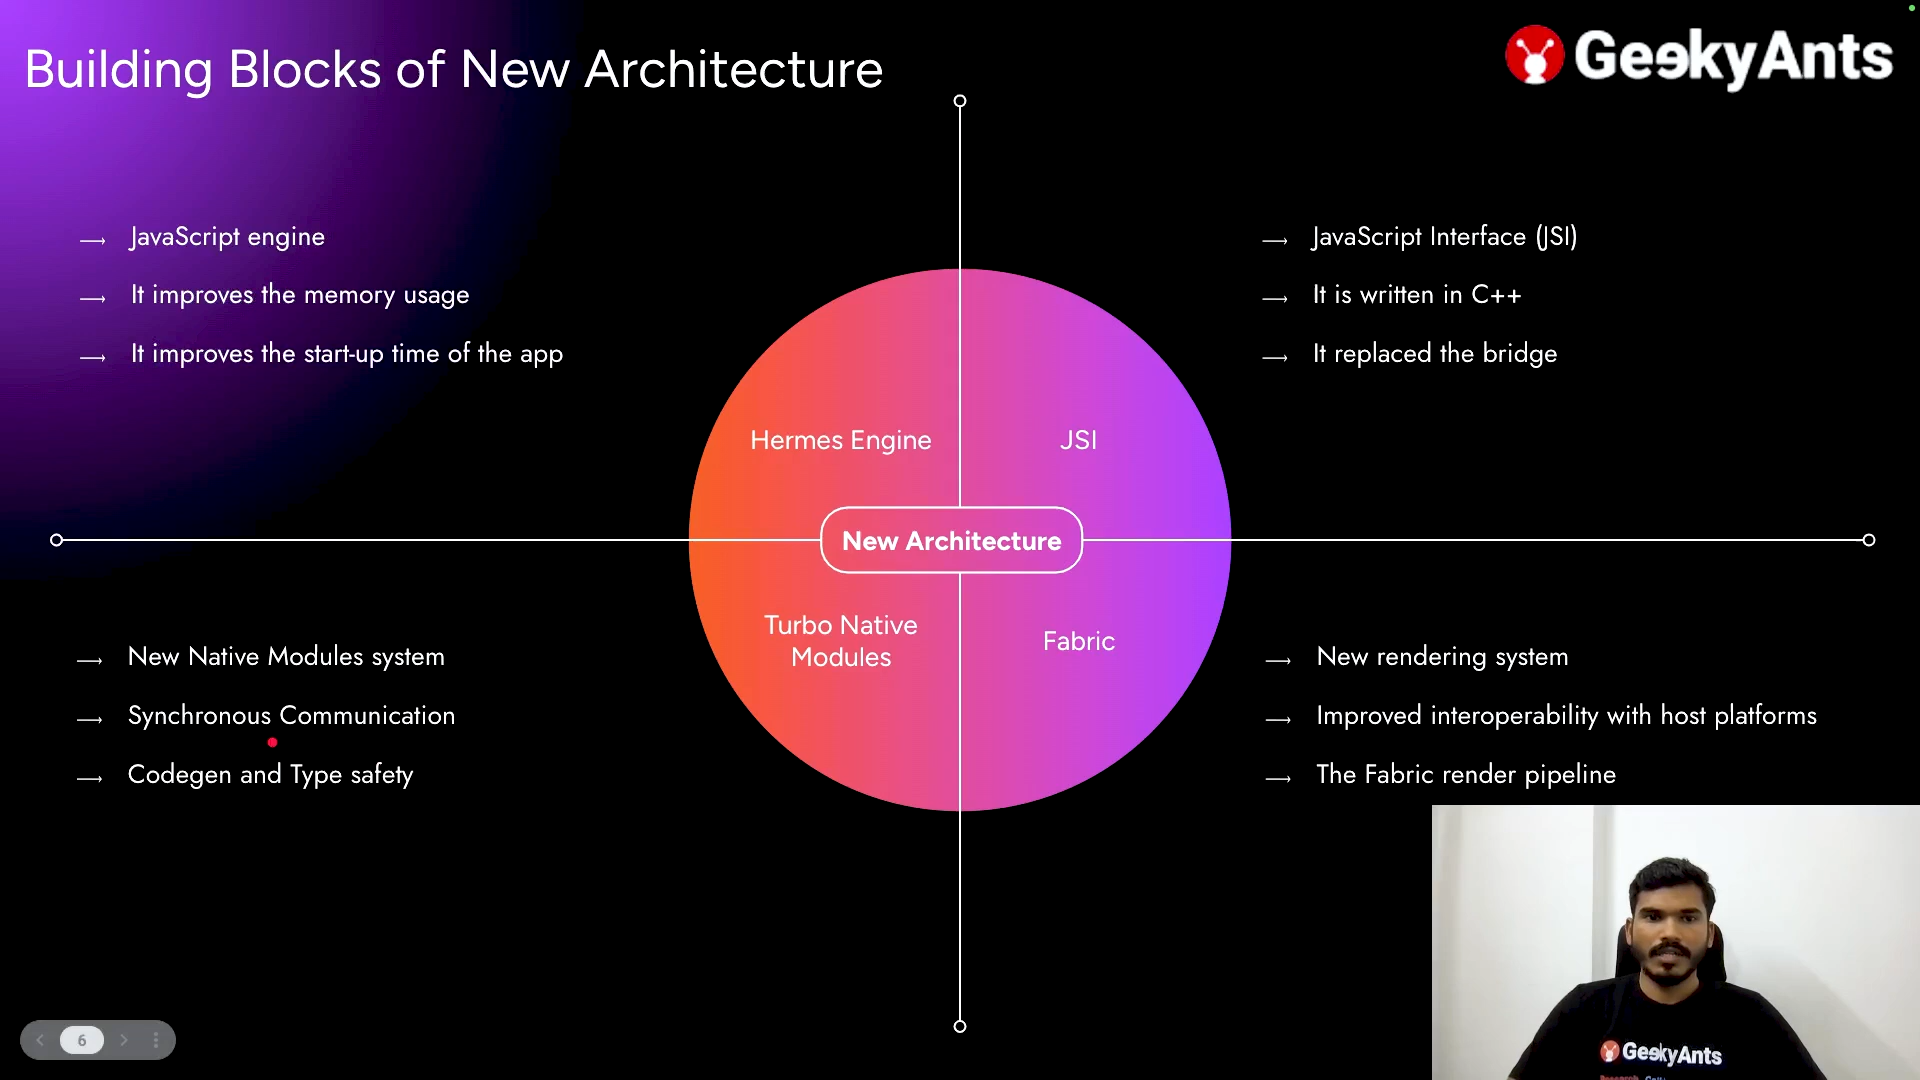 Building Blocks of New Architecture
GeekyAnts
JavaScript engine
It improves the memory usage
It improves the start-up time of the app
JavaScript Interface (JSI)
It is written in C++
It replaced the bridge
Hermes Engine
JSI
New Architecture
Turbo Native
Modules
Fabric
New Native Modules system
Synchronous Communication
Codegen and Type safety
New rendering system
Improved interoperability with host platforms
The Fabric render pipeline
6
GeekyAnts